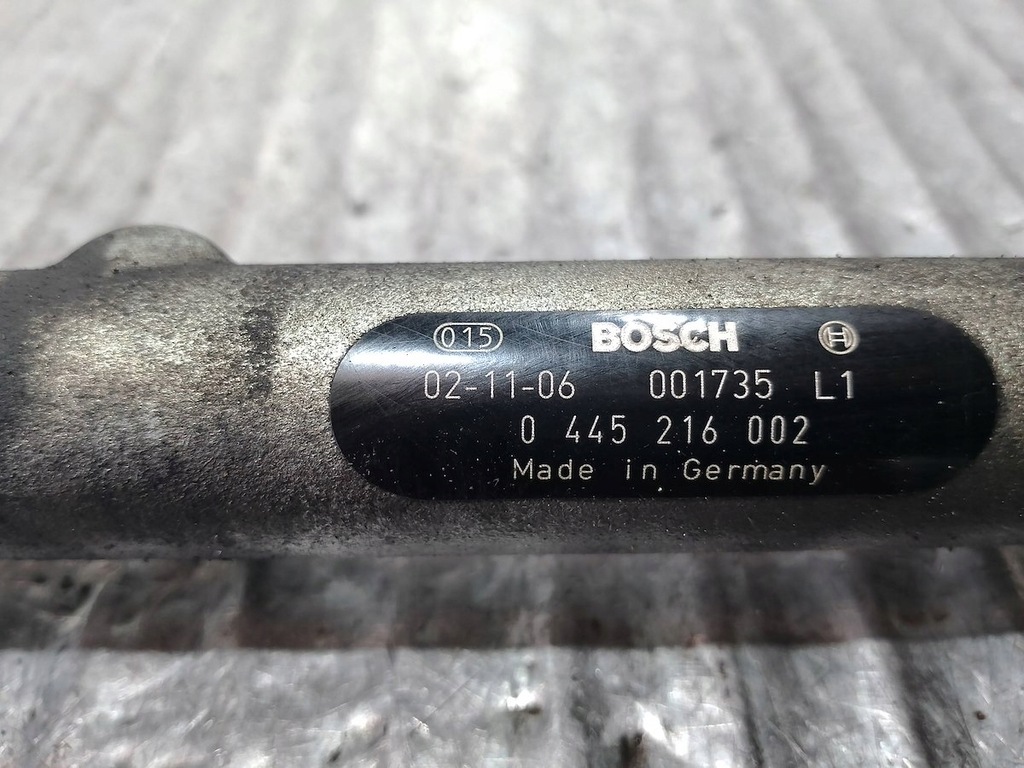 015 BOSCH
02-11-06 001735 L1
0 445 216 002
Made in Germany